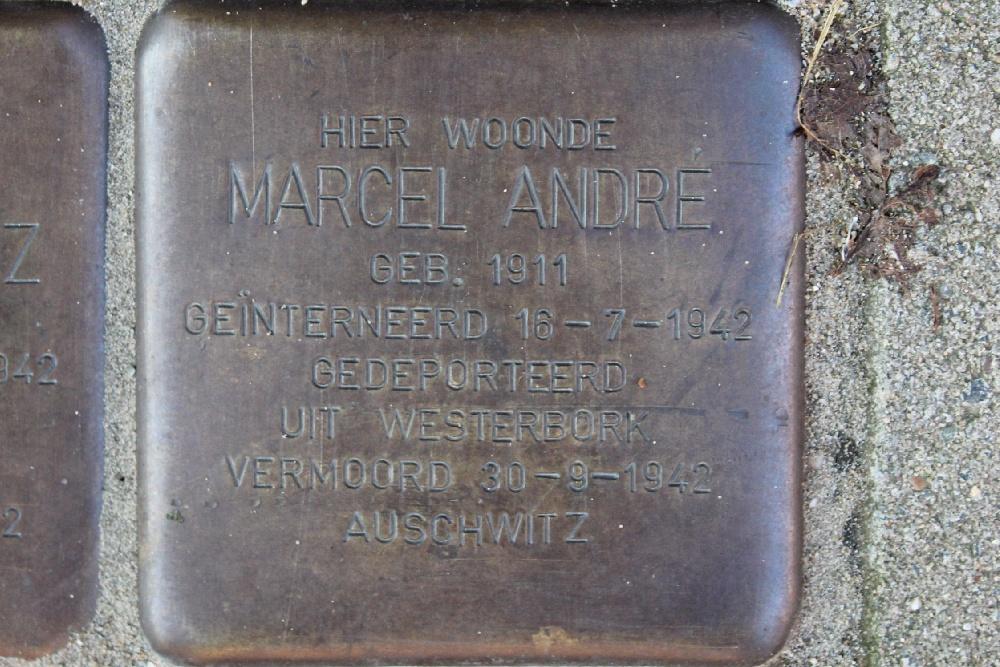 HIER WOONDE
MARCEL ANDRÉ
GEB. 1911
GEÏNTERNEERD 16-7-1942
GEDEPORTEERD
UIT WESTERBORK
VERMOORD 30-9-1942
AUSCHWITZ